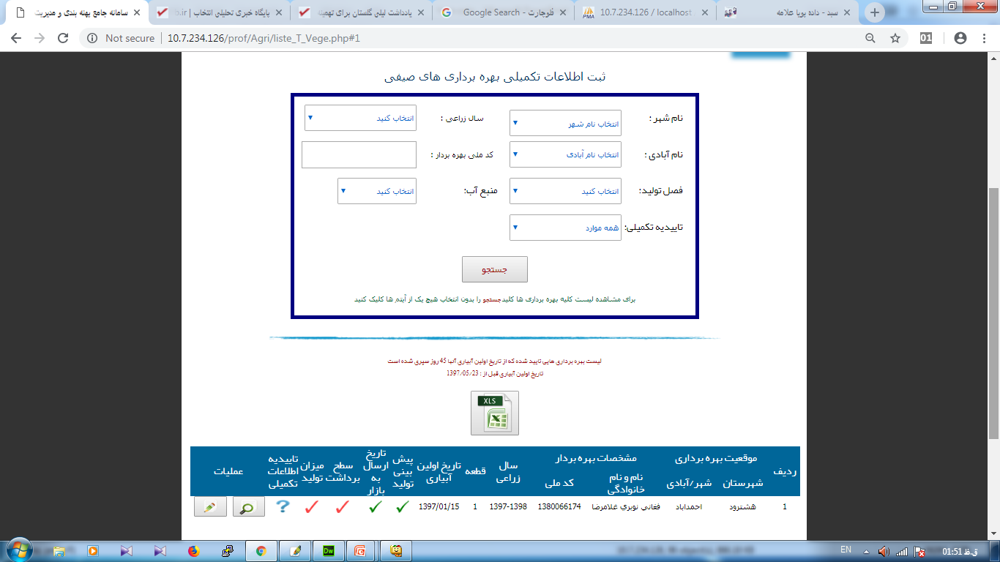 سامانه جامع پهنه بندی و مدیریت
پایگاه خبری تحلیلی انتخاب | b.ir
یادداشت لیلی گلستان برای تهمینه
فلوچارت - Google Search
10.7.234.126 / localhost
سبد - داده پویا علامه
Not secure | 10.7.234.126/prof/Agri/liste_T_Vege.php#1
ثبت اطلاعات تکمیلی بهره برداری های صیفی
نام شهر : انتخاب نام شهر سال زراعی : انتخاب کنید
نام آبادی : انتخاب نام آبادی کد ملی بهره بردار :
فصل تولید: انتخاب کنید منبع آب: انتخاب کنید
تاییدیه تکمیلی: همه موارد
جستجو
برای مشاهده لیست کلیه بهره برداری ها کلید جستجو را بدون انتخاب هیچ یک از آیتم ها کلیک کنید
لیست بهره برداری هایی تایید شده که از تاریخ اولین آبیاری آنها 45 روز سپری شده است
تاریخ اولین آبیاری قبل از : 1397/05/23
XLS
ردیف موقعیت بهره برداری شهرستان شهر/آبادی مشخصات بهره بردار نام و نام خانوادگی کد ملی سال زراعی قطعه تاریخ اولین آبیاری پیش بینی تولید تاریخ ارسال به بازار سطح برداشت میزان تولید تاییدیه اطلاعات تکمیلی عملیات
1 هشترود احمداباد فغاني نوبري غلامرضا 1380066174 1397-1398 1 1397/01/15
EN 01:51 ق.ظ